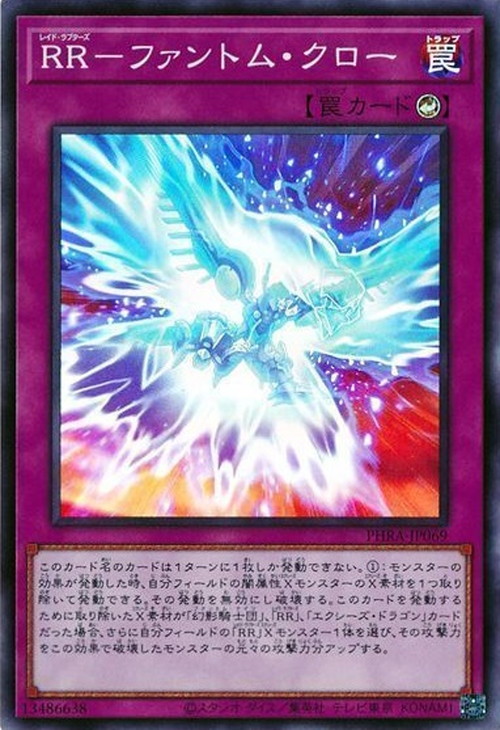 レイド・ラプターズ
RR－ファントム・クロー
トラップ
罠
トラップ
【罠カード】
PHRA-JP069
このカード名のカードは１ターンに１枚しか発動できない。①：モンスターの
効果が発動した時、自分フィールドの闇属性XモンスターのX素材を１つ取り
除いて発動できる。その発動を無効にし破壊する。このカードを発動する
ために取り除いたX素材が「幻影騎士団」、「RR」、「エクシーズ・ドラゴン」カード
だった場合、さらに自分フィールドの「RR」Xモンスター１体を選び、その攻撃力
をこの効果で破壊したモンスターの元々の攻撃力分アップする。
13486638
©スタジオ・ダイス／集英社・テレビ東京・KONAMI